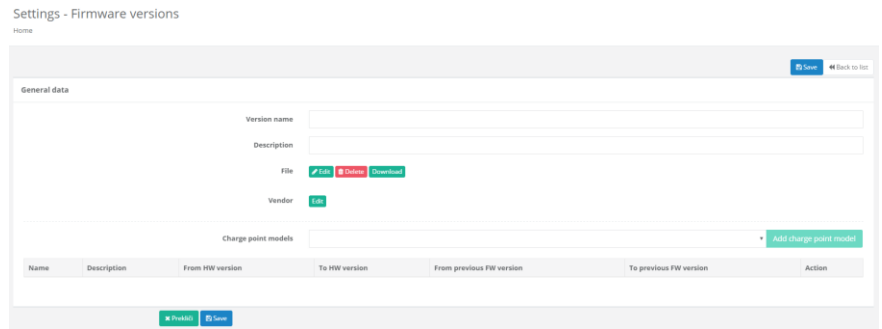 Settings - Firmware versions
Home
Save Back to list
General data
Version name
Description
File Edit Delete Download
Vendor Edit
Charge point models Add charge point model
Name Description From HW version To HW version From previous FW version To previous FW version Action
Save